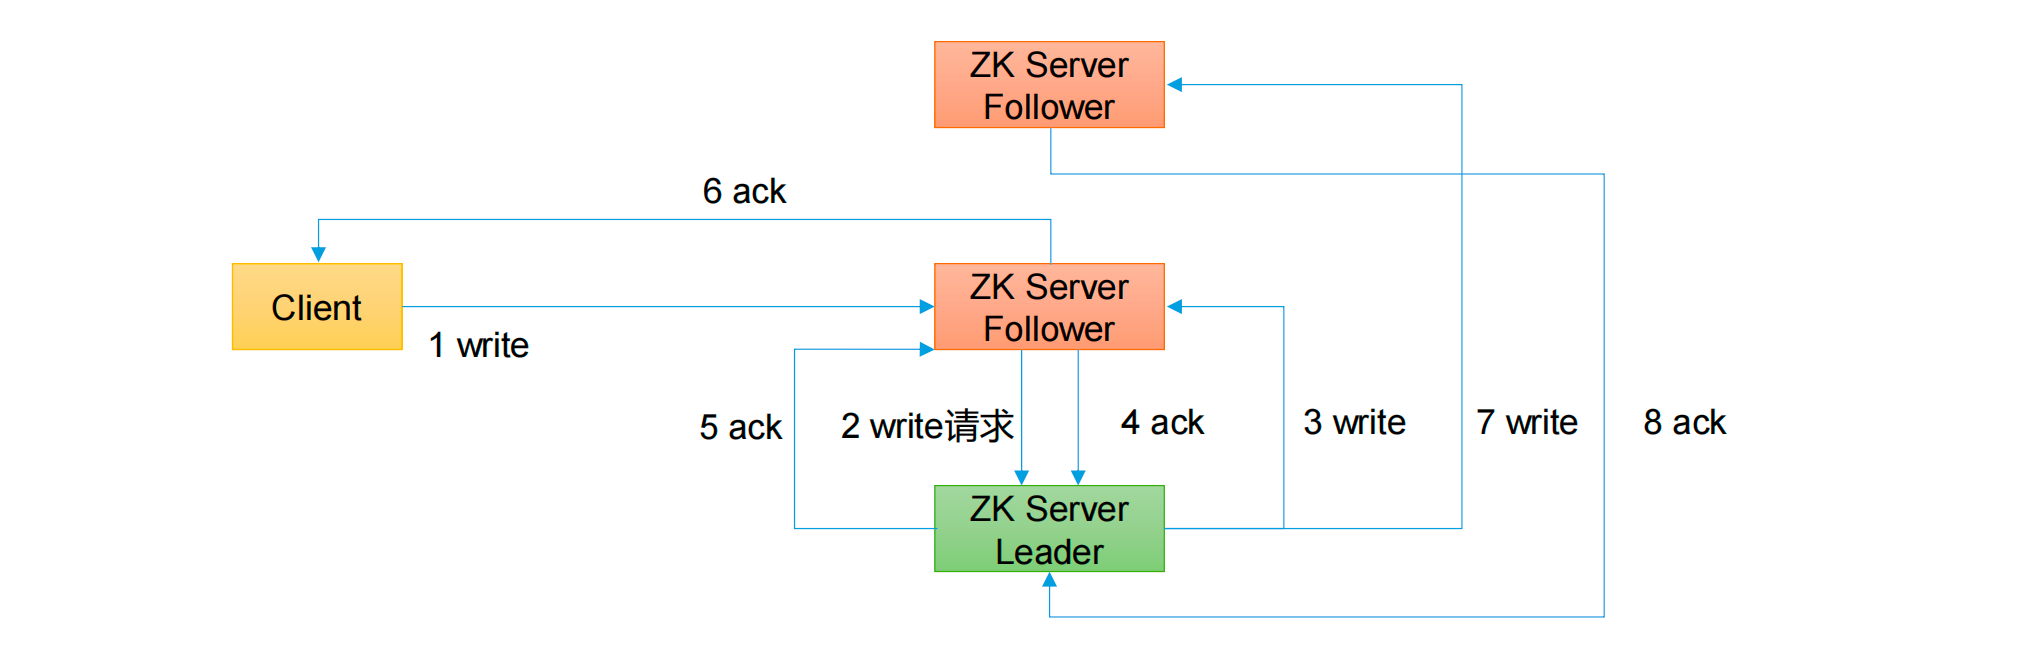 ZK Server
Follower
6 ack
Client
ZK Server
Follower
1 write
5 ack
2 write请求
4 ack
3 write
7 write
8 ack
ZK Server
Leader